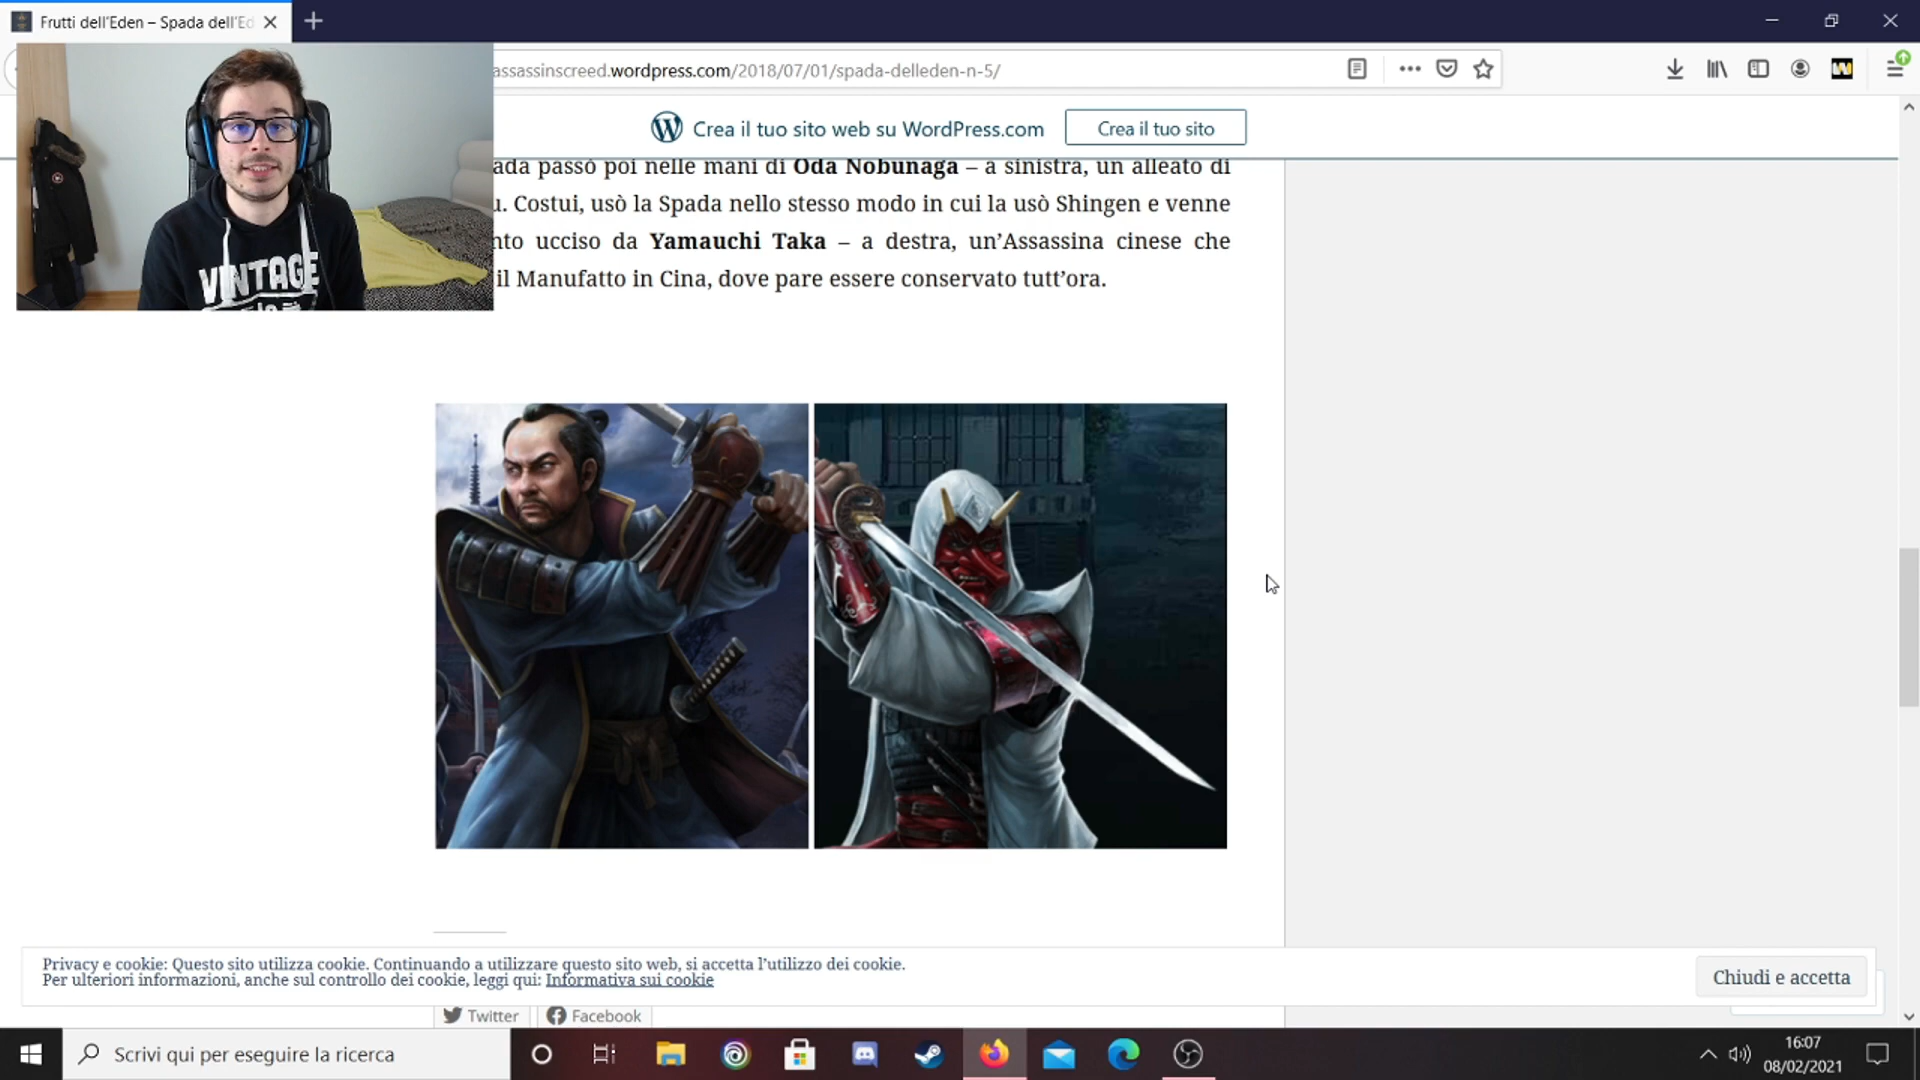 Frutti dell'Eden – Spada dell'Ed
assassinscreed.wordpress.com/2018/07/01/spada-delleden-n-5/
Crea il tuo sito web su WordPress.com
Crea il tuo sito
ada passò poi nelle mani di Oda Nobunaga – a sinistra, un alleato di
u. Costui, usò la Spada nello stesso modo in cui la usò Shingen e venne
nto ucciso da Yamauchi Taka – a destra, un'Assassina cinese che
il Manufatto in Cina, dove pare essere conservato tutt'ora.
VINTAGE
Privacy e cookie: Questo sito utilizza cookie. Continuando a utilizzare questo sito web, si accetta l'utilizzo dei cookie.
Per ulteriori informazioni, anche sul controllo dei cookie, leggi qui: Informativa sui cookie
Chiudi e accetta
Twitter
Facebook
Scrivi qui per eseguire la ricerca
16:07
08/02/2021